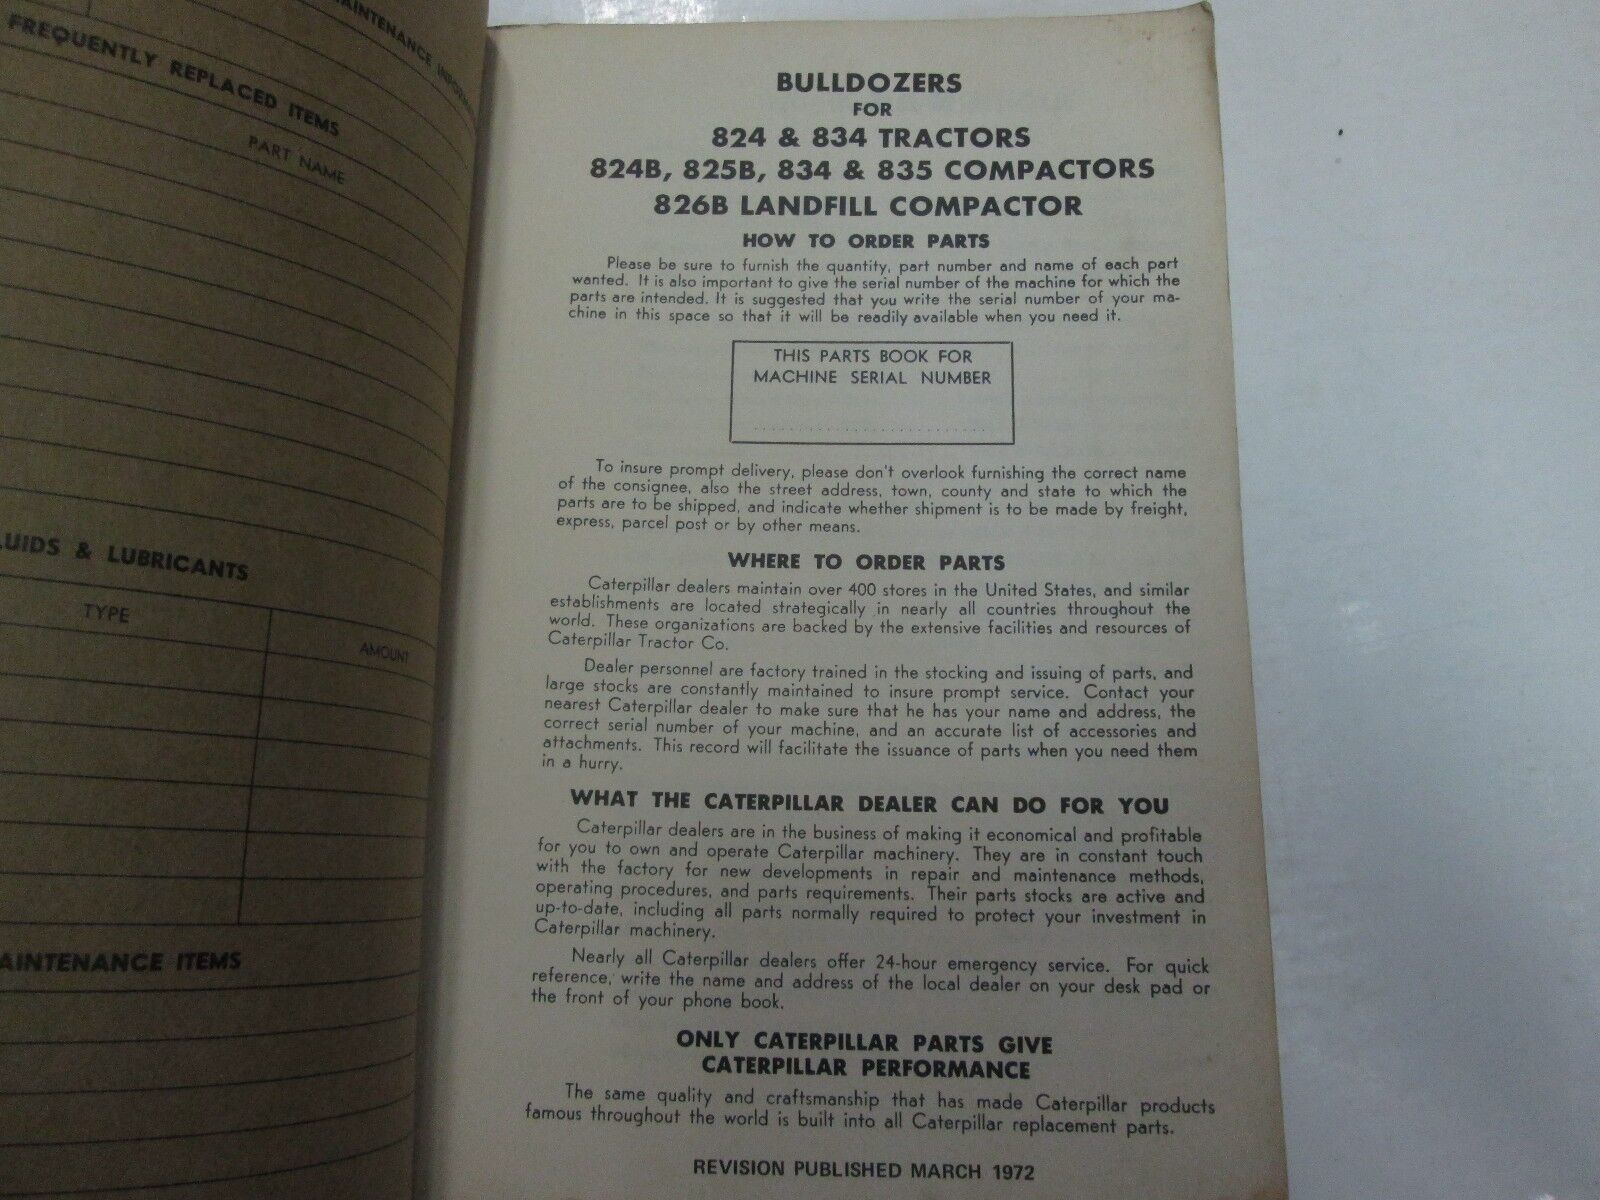 MAINTENANCE
FREQUENTLY REPLACED ITEMS
PART NAME
& LUBRICANTS
TYPE
AMOUNT
ITEMS
BULLDOZERS
FOR
824 & 834 TRACTORS
824B, 825B, 834 & 835 COMPACTORS
826B LANDFILL COMPACTOR
HOW TO ORDER PARTS
Please be sure to furnish the quantity, part number and name of each part
wanted. It is also important to give the serial number of the machine for which the
parts are intended. It is suggested that you write the serial number of your ma-
chine in this space so that it will be readily available when you need it.
THIS PARTS BOOK FOR
MACHINE SERIAL NUMBER
To insure prompt delivery, please don't overlook furnishing the correct name
of the consignee, also the street address, town, county and state to which the
parts are to be shipped, and indicate whether shipment is to be made by freight,
express, parcel post or by other means.
WHERE TO ORDER PARTS
Caterpillar dealers maintain over 400 stores in the United States, and similar
establishments are located strategically in nearly all countries throughout the
world. These organizations are backed by the extensive facilities and resources of
Caterpillar Tractor Co.
Dealer personnel are factory trained in the stocking and issuing of parts, and
large stocks are constantly maintained to insure prompt service. Contact your
nearest Caterpillar dealer to make sure that he has your name and address, the
correct serial number of your machine, and an accurate list of accessories and
attachments. This record will facilitate the issuance of parts when you need them
in a hurry.
WHAT THE CATERPILLAR DEALER CAN DO FOR YOU
Caterpillar dealers are in the business of making it economical and profitable
for you to own and operate Caterpillar machinery. They are in constant touch
with the factory for new developments in repair and maintenance methods,
operating procedures, and parts requirements. Their parts stocks are active and
up-to-date, including all parts normally required to protect your investment in
Caterpillar machinery.
Nearly all Caterpillar dealers offer 24-hour emergency service. For quick
reference, write the name and address of the local dealer on your desk pad or
the front of your phone book.
ONLY CATERPILLAR PARTS GIVE
CATERPILLAR PERFORMANCE
The same quality and craftsmanship that has made Caterpillar products
famous throughout the world is built into all Caterpillar replacement parts.
REVISION PUBLISHED MARCH 1972